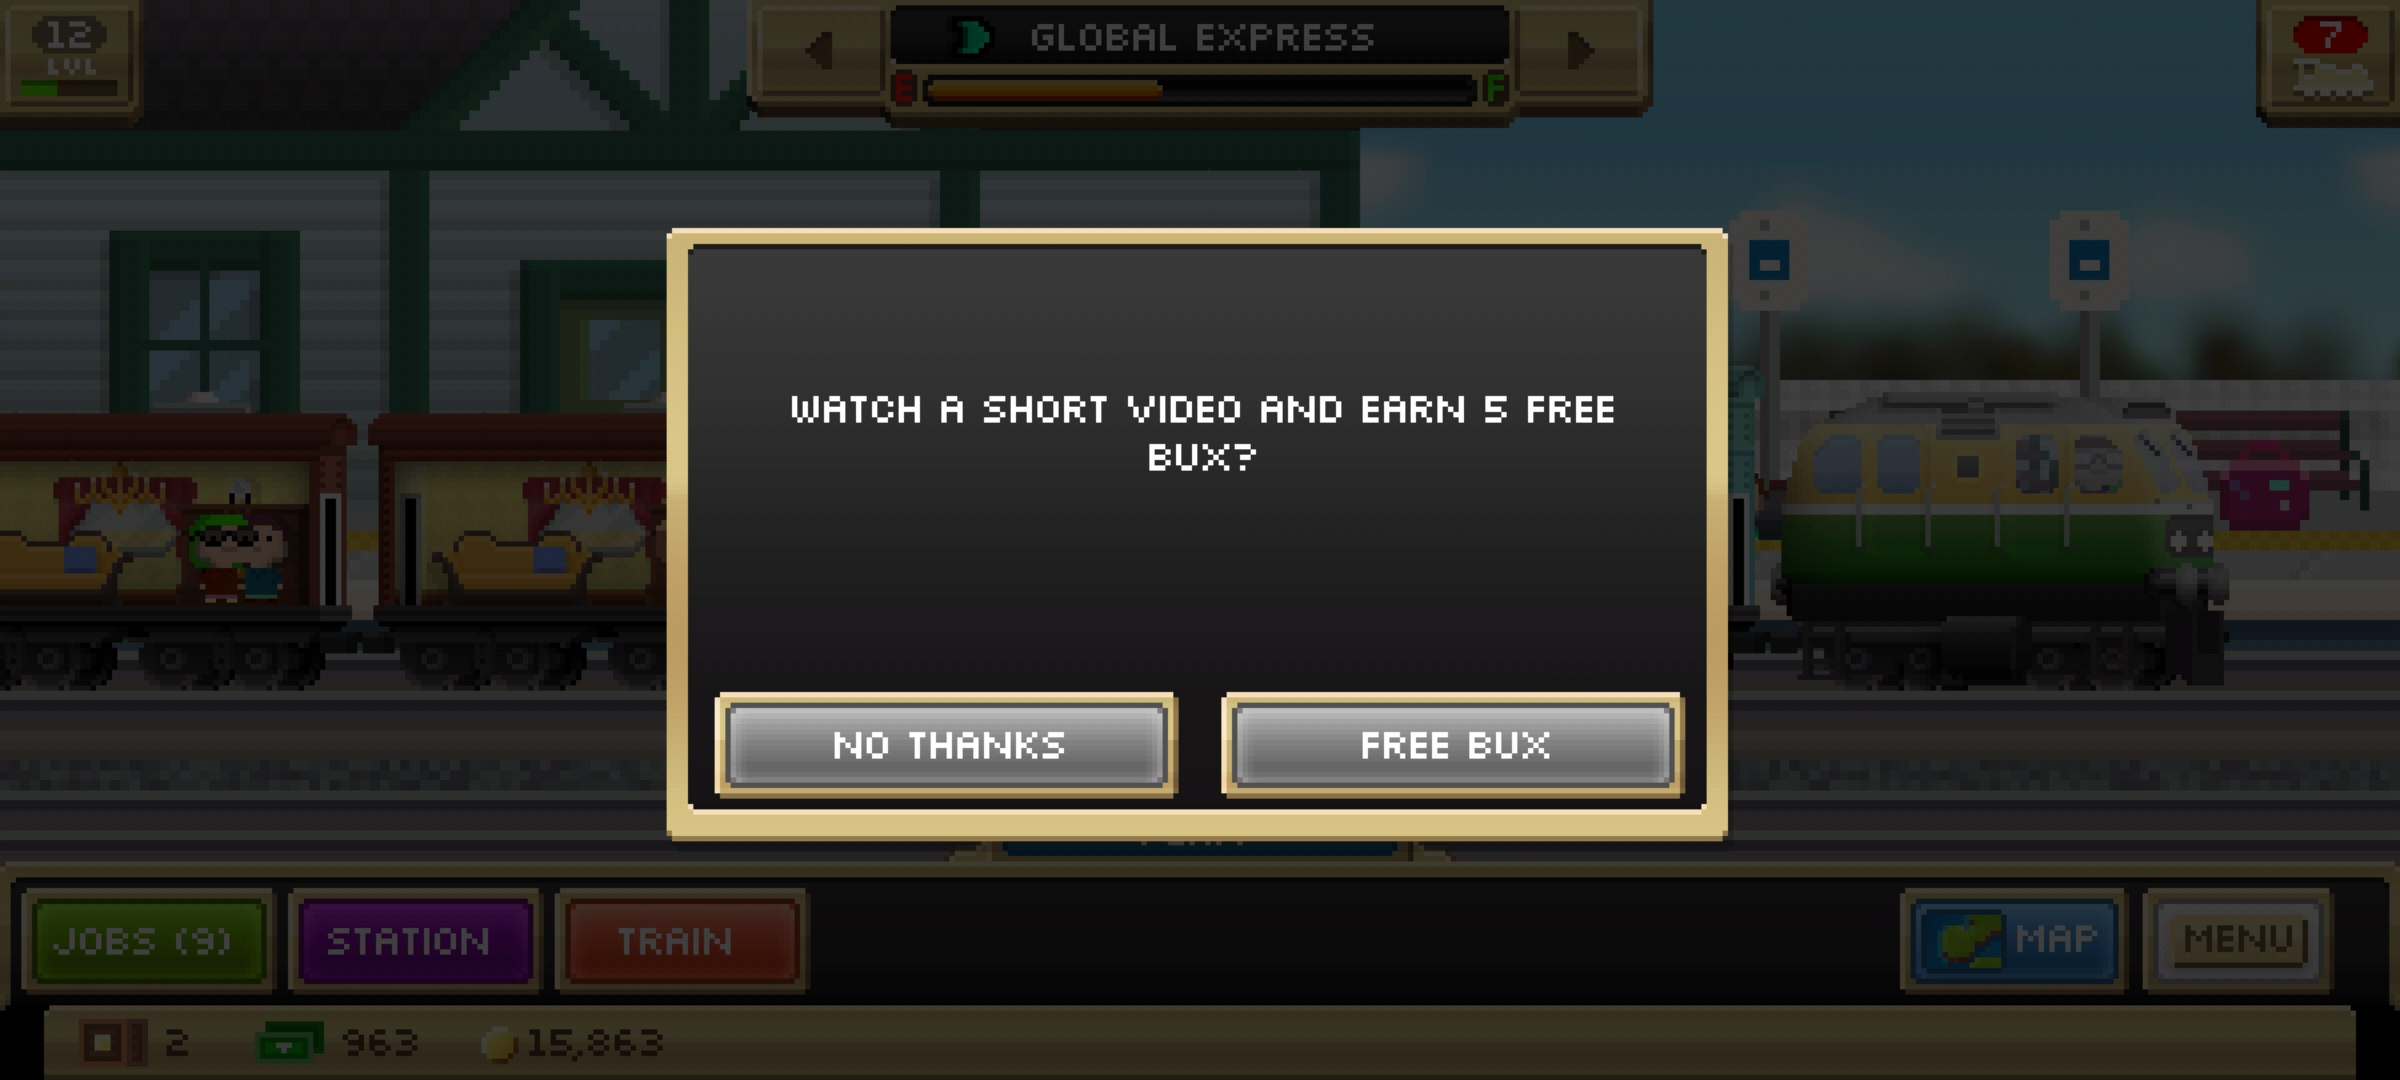 12
LVL
GLOBAL EXPRESS
E
F
7
WATCH A SHORT VIDEO AND EARN 5 FREE
BUX?
NO THANKS
FREE BUX
JOBS (9)
STATION
TRAIN
MAP
MENU
2
963
15,863